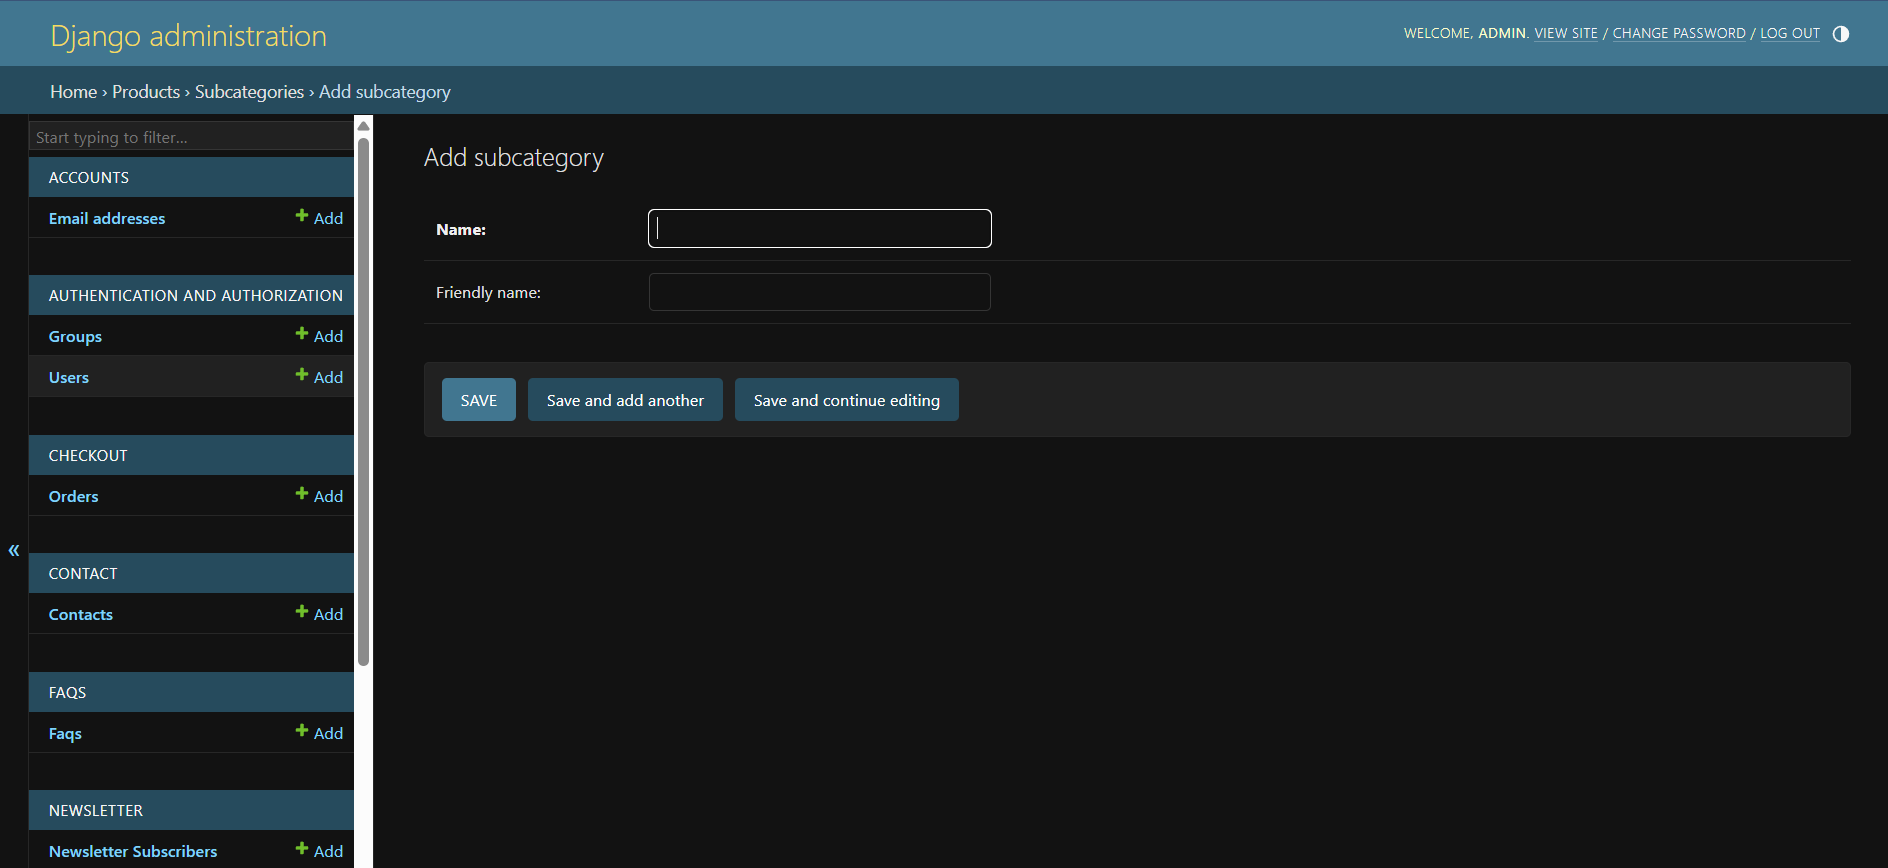 Django administration
WELCOME, ADMIN. VIEW SITE / CHANGE PASSWORD / LOG OUT
Home › Products › Subcategories › Add subcategory
Start typing to filter...
ACCOUNTS
Email addresses
Add
AUTHENTICATION AND AUTHORIZATION
Groups
Add
Users
Add
CHECKOUT
Orders
Add
CONTACT
Contacts
Add
FAQS
Faqs
Add
NEWSLETTER
Newsletter Subscribers
Add
«
Add subcategory
Name:
Friendly name:
SAVE
Save and add another
Save and continue editing